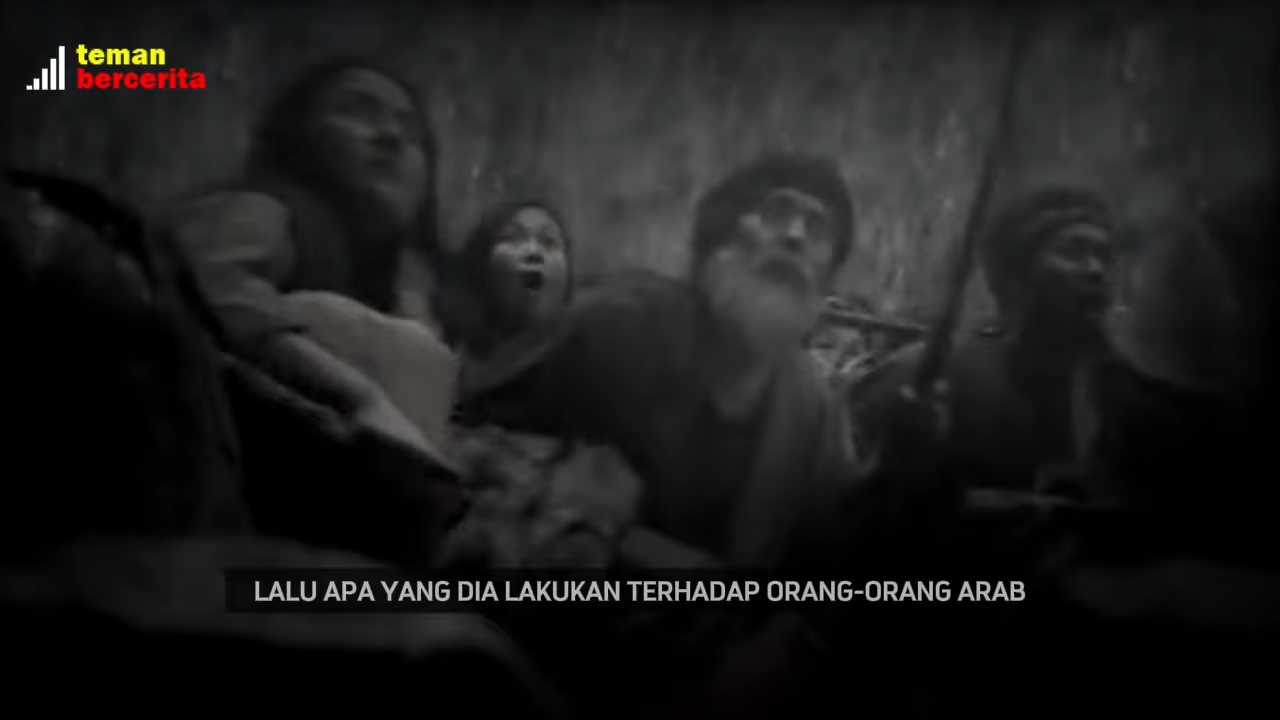 teman
bercerita
LALU APA YANG DIA LAKUKAN TERHADAP ORANG-ORANG ARAB